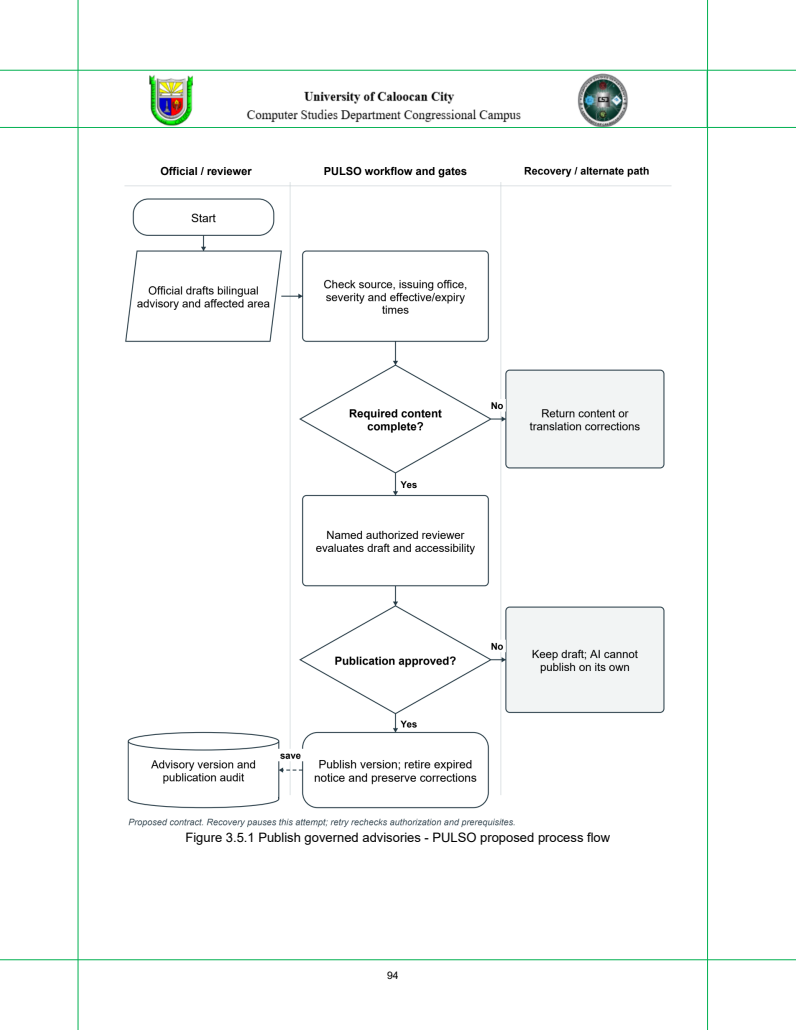 University of Caloocan City
Computer Studies Department Congressional Campus
Official / reviewer
PULSO workflow and gates
Recovery / alternate path
Start
Official drafts bilingual
advisory and affected area
Check source, issuing office,
severity and effective/expiry
times
Required content
complete?
No
Return content or
translation corrections
Yes
Named authorized reviewer
evaluates draft and accessibility
Publication approved?
No
Keep draft; AI cannot
publish on its own
Yes
Advisory version and
publication audit
save
Publish version; retire expired
notice and preserve corrections
Proposed contract. Recovery pauses this attempt; retry rechecks authorization and prerequisites.
Figure 3.5.1 Publish governed advisories - PULSO proposed process flow
94